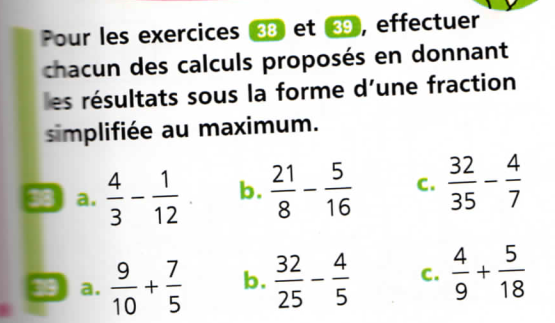 Pour les exercices 38 et 39, effectuer
chacun des calculs proposés en donnant
les résultats sous la forme d’une fraction
simplifiée au maximum.
38 a. 4/3 − 1/12 b. 21/8 − 5/16 c. 32/35 − 4/7
39 a. 9/10 + 7/5 b. 32/25 − 4/5 c. 4/9 + 5/18